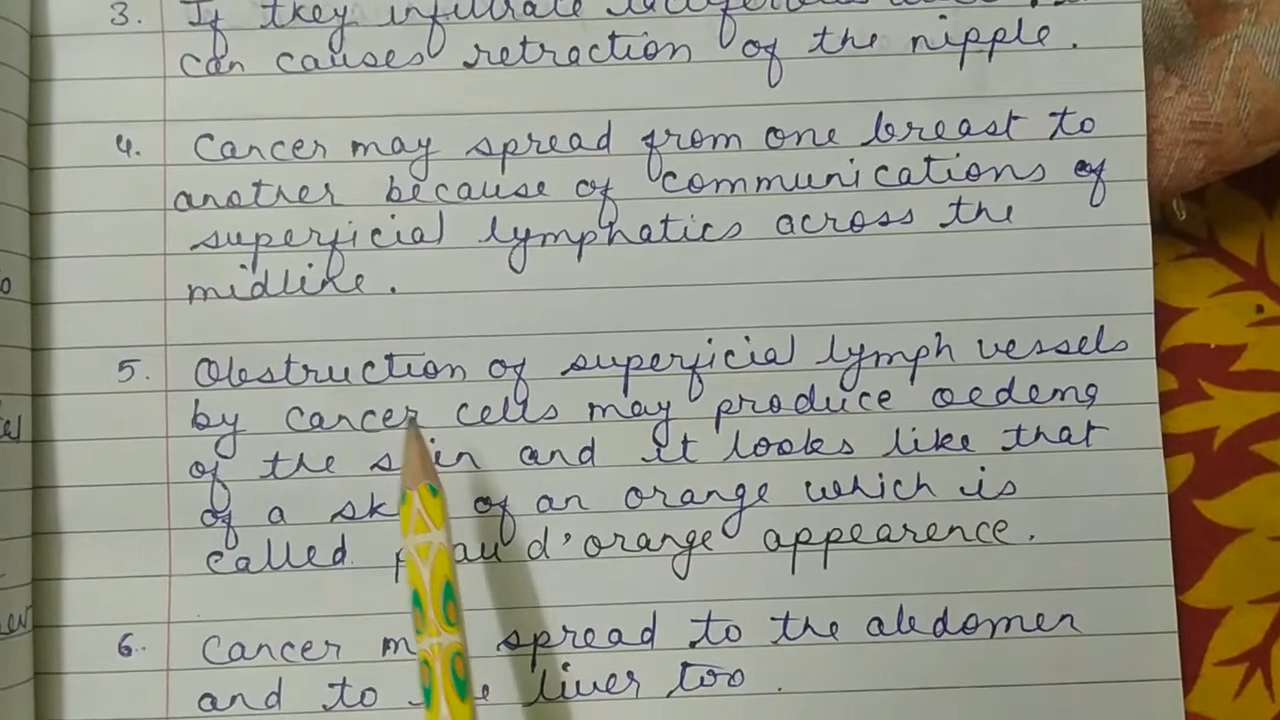 3. If they infiltrate
can causes retraction of the nipple.
4. Cancer may spread from one breast to
another because of communications of
superficial lymphatics across the
midline.
5. Obstruction of superficial lymph vessels
by cancer cells may produce oedema
of the skin and it looks like that
of a sk of an orange which is
called peau d'orange appearence.
6. Cancer m spread to the abdomen
and to liver too.